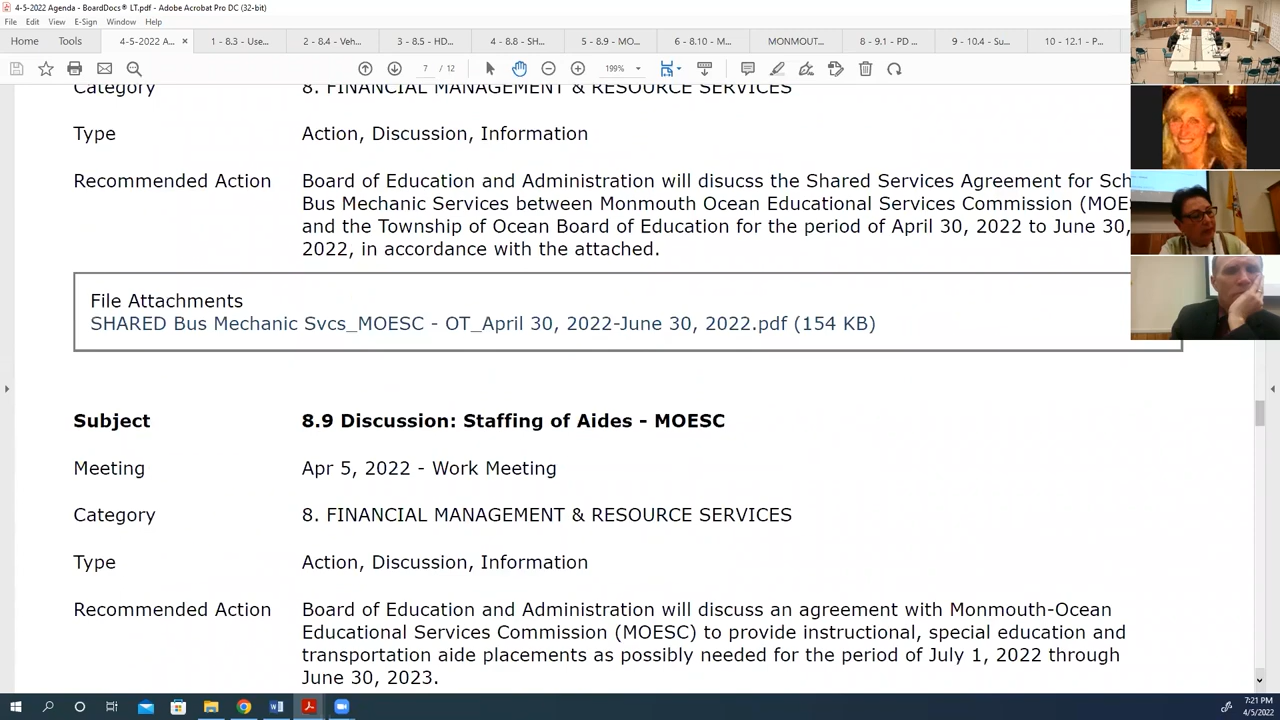 4-5-2022 Agenda - BoardDocs® LT.pdf - Adobe Acrobat Pro DC (32-bit)
File Edit View E-Sign Window Help
Home Tools 4-5-2022 A... × 1 - 8.3 - Use... 2 - 8.4 - Veh... 3 - 8.5 - HD... 4 - 8.8 - SH... 5 - 8.9 - MO... 6 - 8.10 - M... MONMOUT... 8 - 9.1 - PD ... - 10.4 - Su... 10 - 12.1 - P...
7 / 12 199%
Category 8. FINANCIAL MANAGEMENT & RESOURCE SERVICES
Type Action, Discussion, Information
Recommended Action Board of Education and Administration will disucss the Shared Services Agreement for Sch
Bus Mechanic Services between Monmouth Ocean Educational Services Commission (MOE
and the Township of Ocean Board of Education for the period of April 30, 2022 to June 30,
2022, in accordance with the attached.
File Attachments
SHARED Bus Mechanic Svcs_MOESC - OT_April 30, 2022-June 30, 2022.pdf (154 KB)
Subject 8.9 Discussion: Staffing of Aides - MOESC
Meeting Apr 5, 2022 - Work Meeting
Category 8. FINANCIAL MANAGEMENT & RESOURCE SERVICES
Type Action, Discussion, Information
Recommended Action Board of Education and Administration will discuss an agreement with Monmouth-Ocean
Educational Services Commission (MOESC) to provide instructional, special education and
transportation aide placements as possibly needed for the period of July 1, 2022 through
June 30, 2023.
7:21 PM
4/5/2022